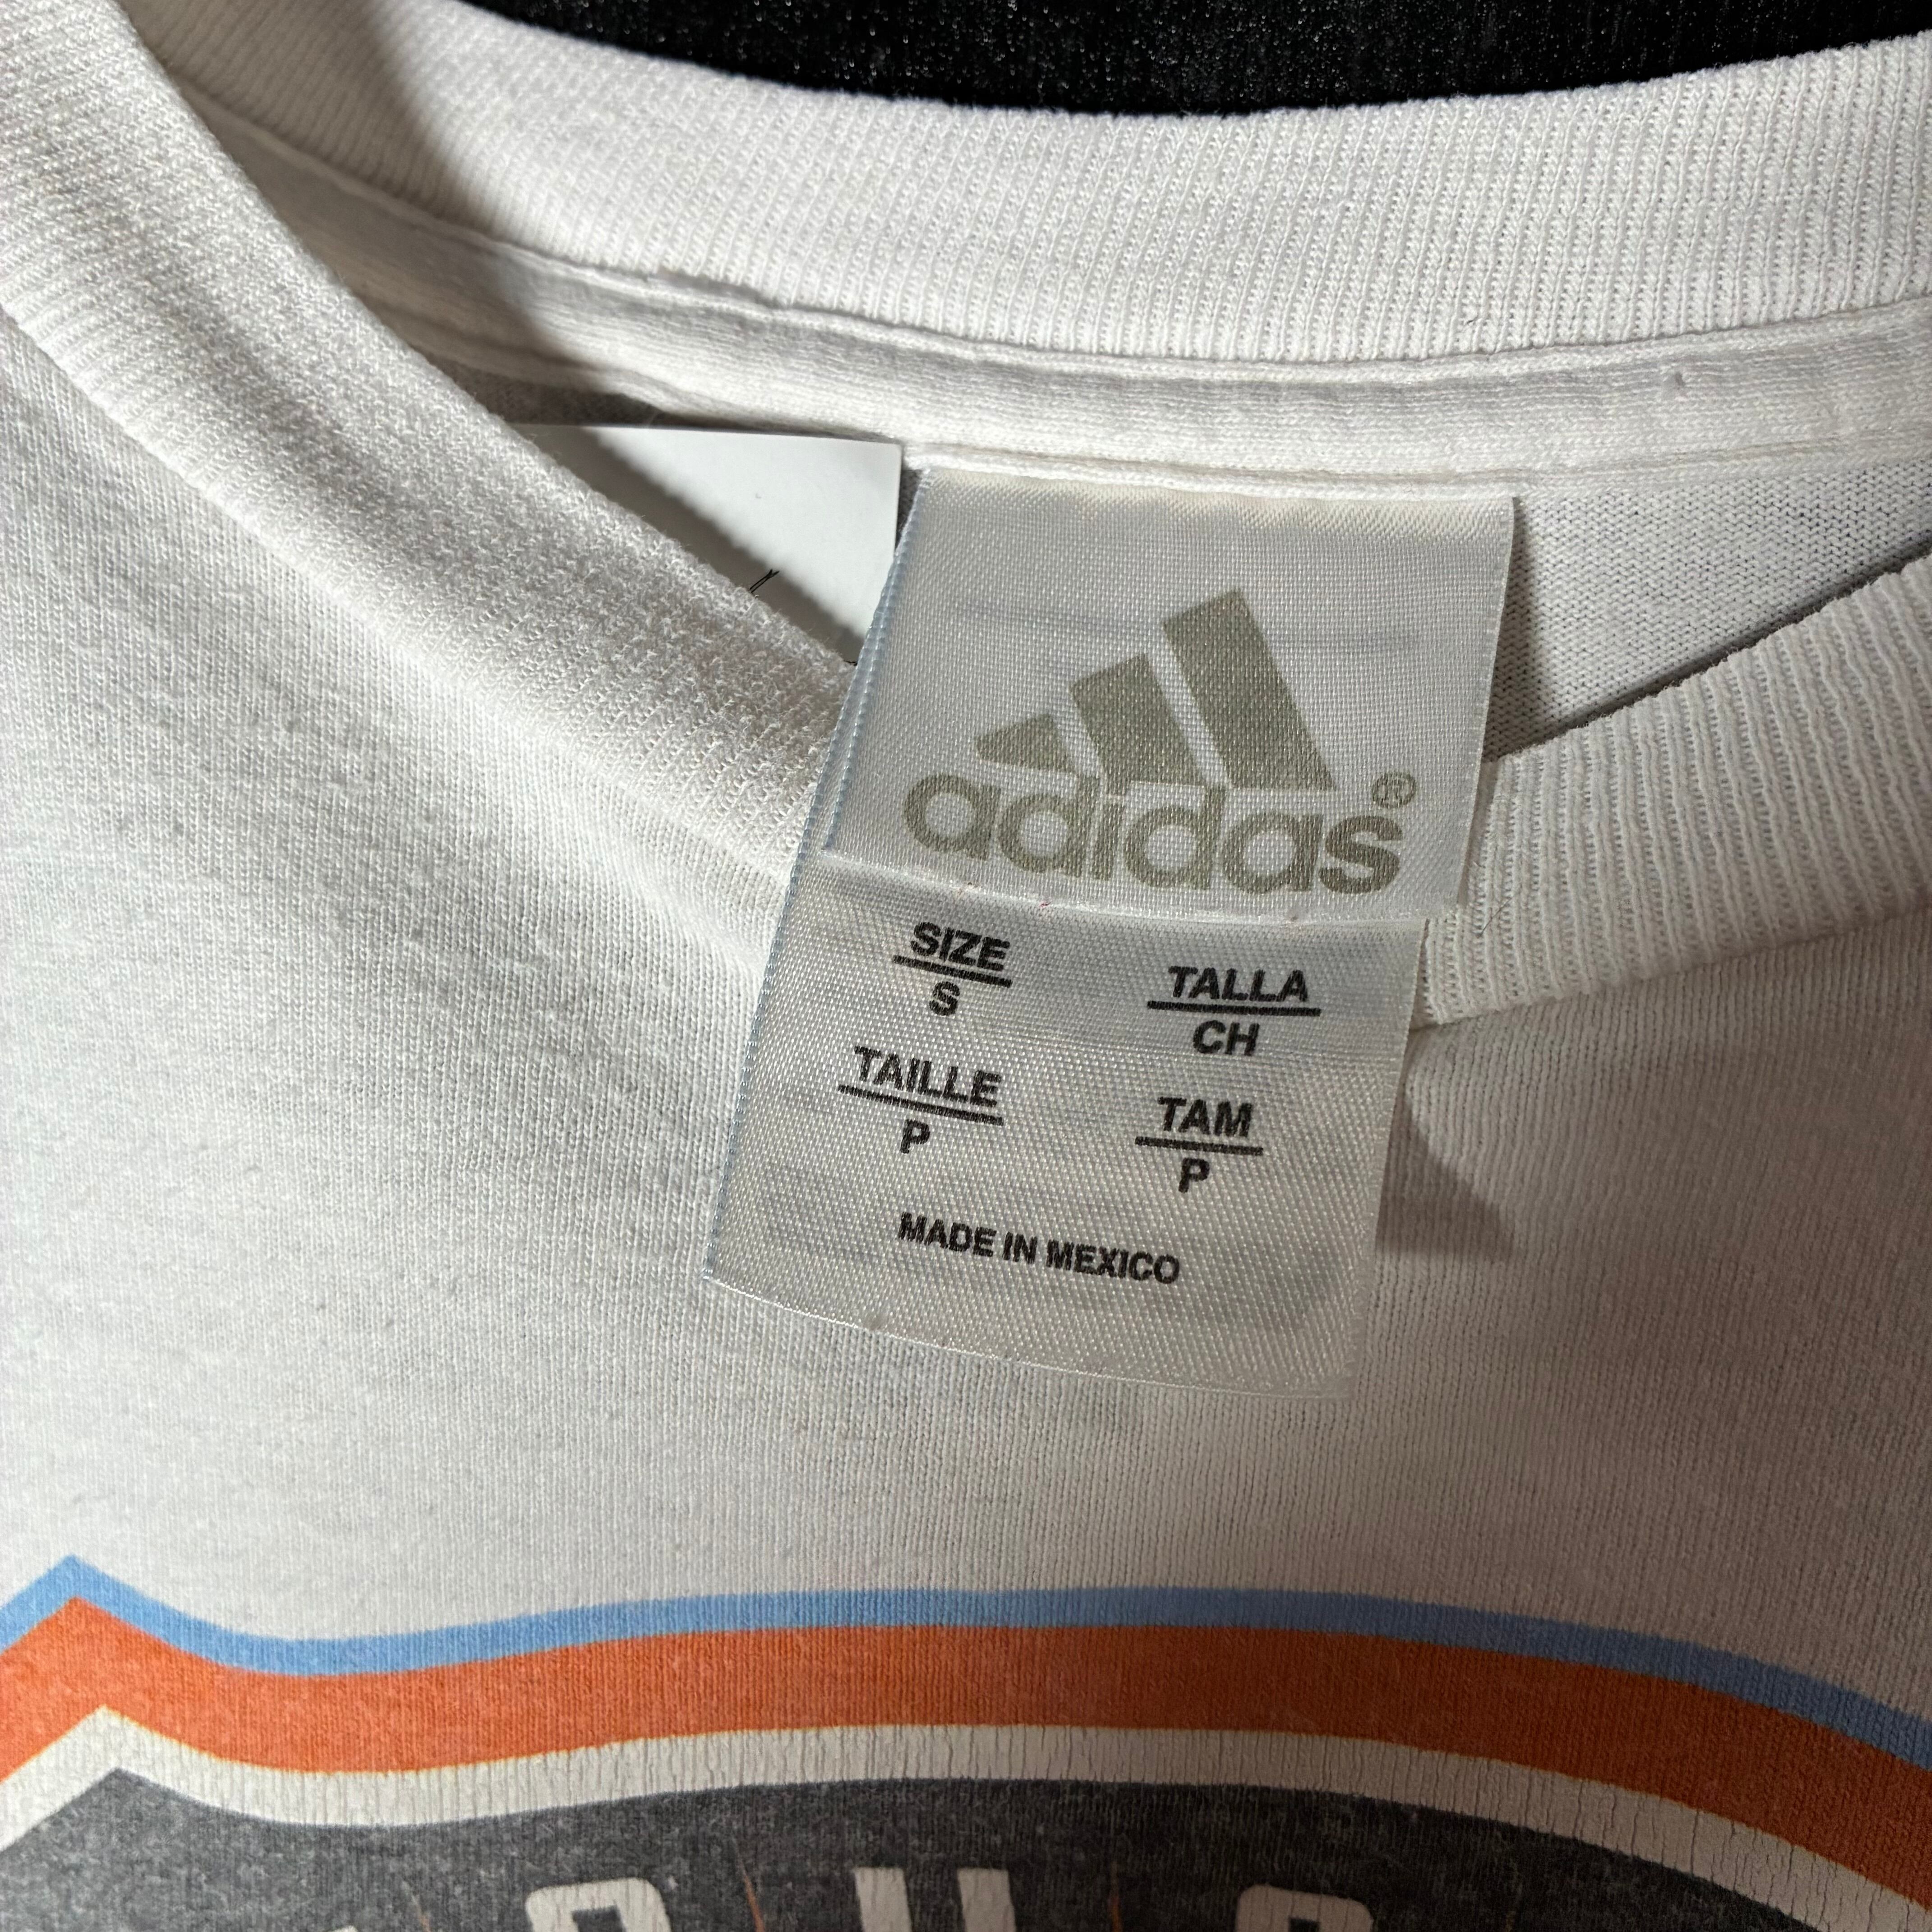 adidas®
SIZE TALLA
S CH
TAILLE TAM
P P
MADE IN MEXICO